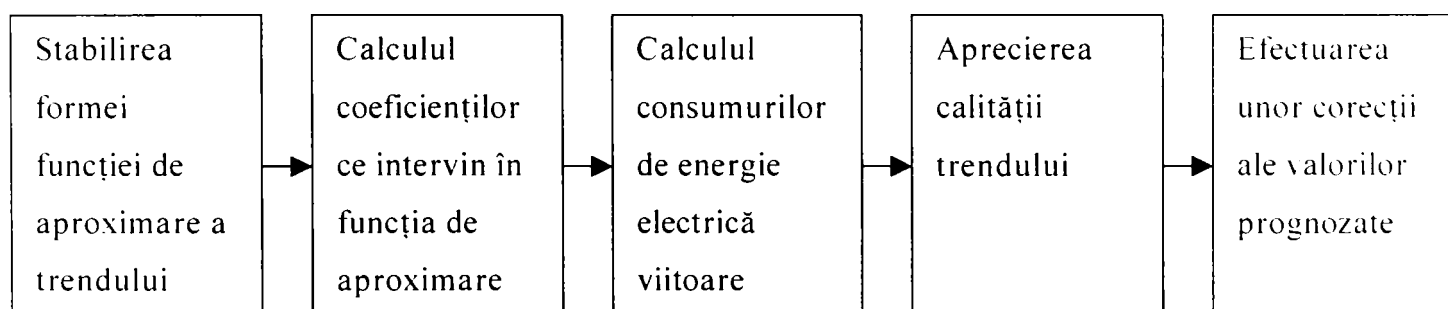 Stabilirea
formei
funcției de
aproximare a
trendului
Calculul
coeficienților
ce intervin în
funcția de
aproximare
Calculul
consumurilor
de energie
electrică
viitoare
Aprecierea
calității
trendului
Efectuarea
unor corecții
ale valorilor
prognozate